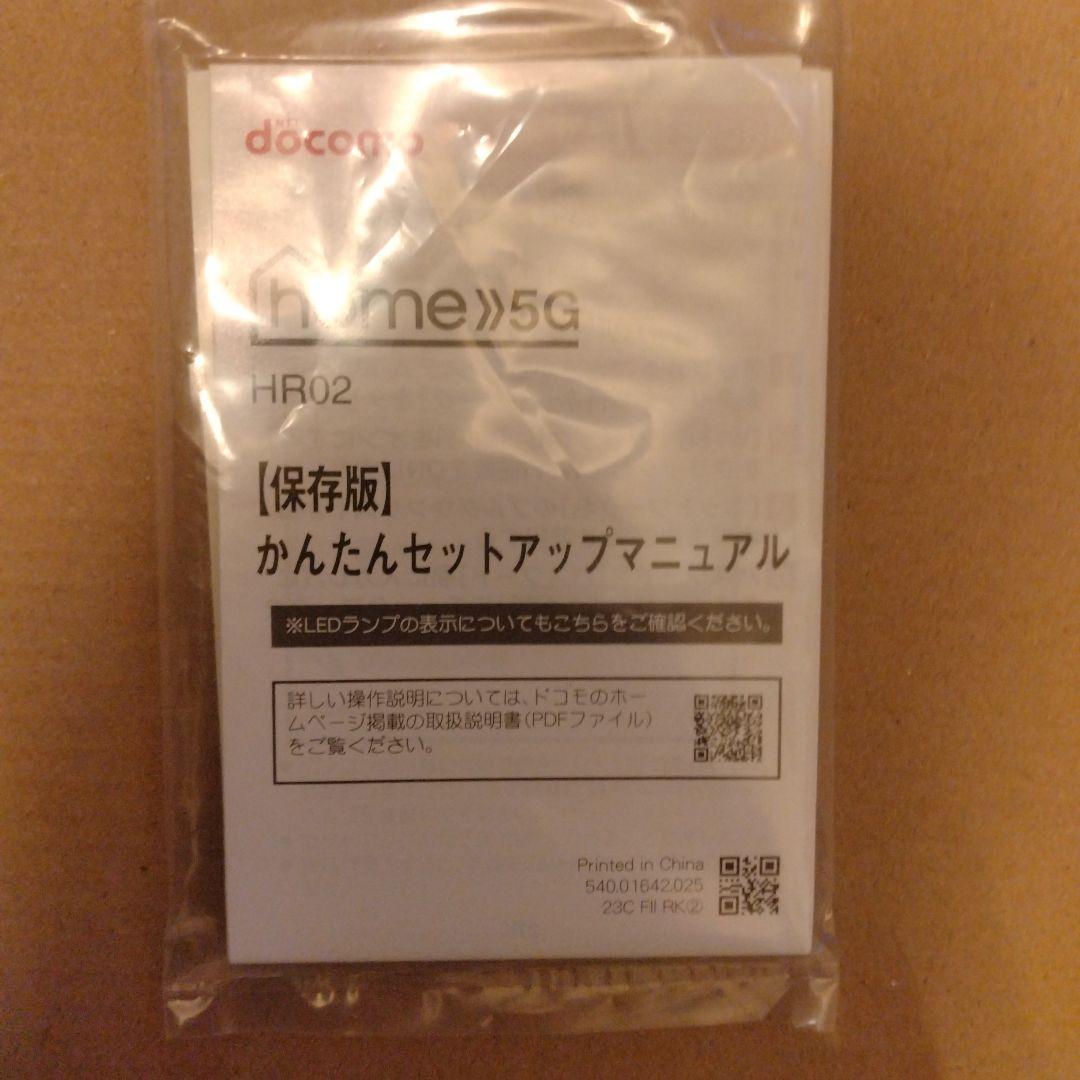 NTT
docomo
home 5G
HR02
【保存版】
かんたんセットアップマニュアル
※LEDランプの表示についてもこちらをご確認ください。
詳しい操作説明については、ドコモのホー
ムページ掲載の取扱説明書(PDFファイル)
をご覧ください。
Printed in China
540.01642.025
23C FII RK②